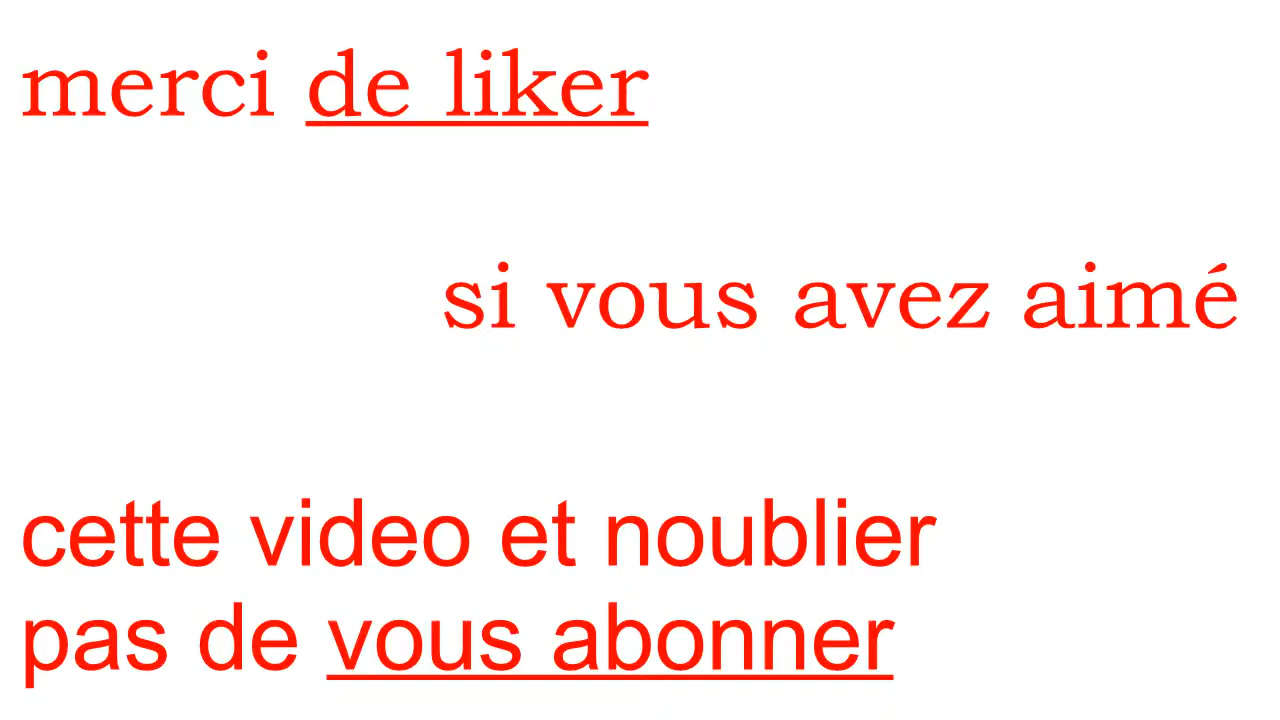 merci de liker
si vous avez aimé
cette video et noublier
pas de vous abonner